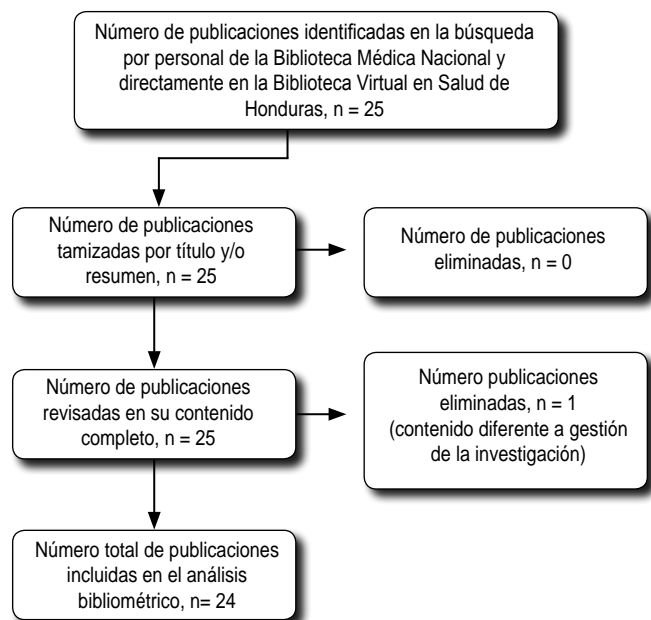 Número de publicaciones identificadas en la búsqueda
por personal de la Biblioteca Médica Nacional y
directamente en la Biblioteca Virtual en Salud de
Honduras, n = 25
Número de publicaciones
tamizadas por título y/o
resumen, n = 25
Número de publicaciones
eliminadas, n = 0
Número de publicaciones
revisadas en su contenido
completo, n = 25
Número publicaciones
eliminadas, n = 1
(contenido diferente a gestión
de la investigación)
Número total de publicaciones
incluidas en el análisis
bibliométrico, n= 24